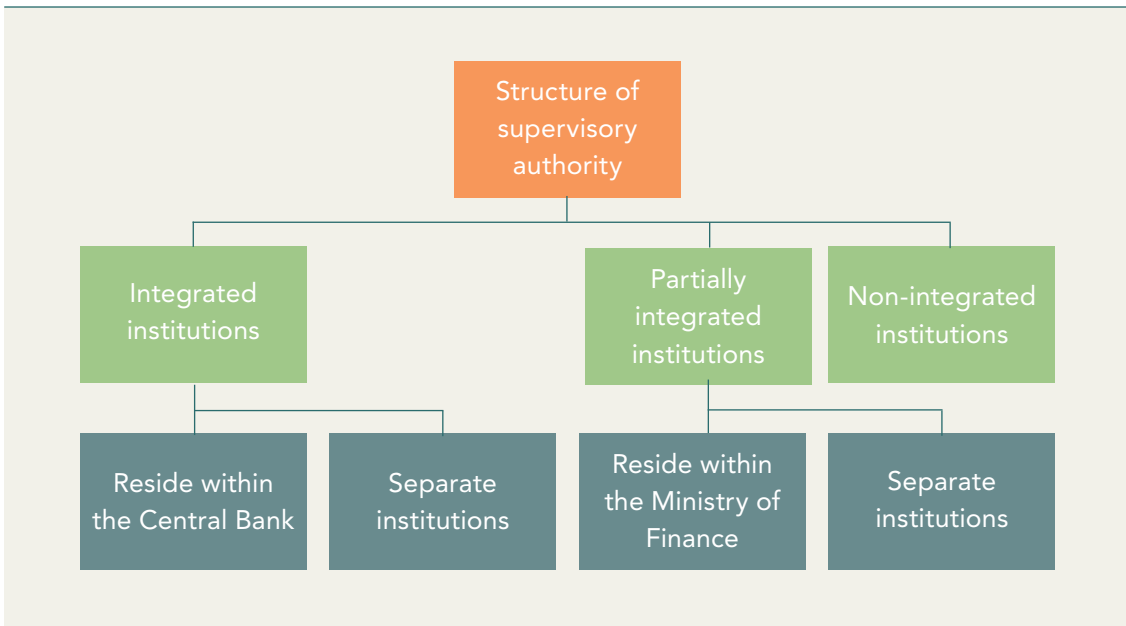 Structure of
supervisory
authority
Integrated
institutions
Partially
integrated
institutions
Non-integrated
institutions
Reside within
the Central Bank
Separate
institutions
Reside within
the Ministry of
Finance
Separate
institutions